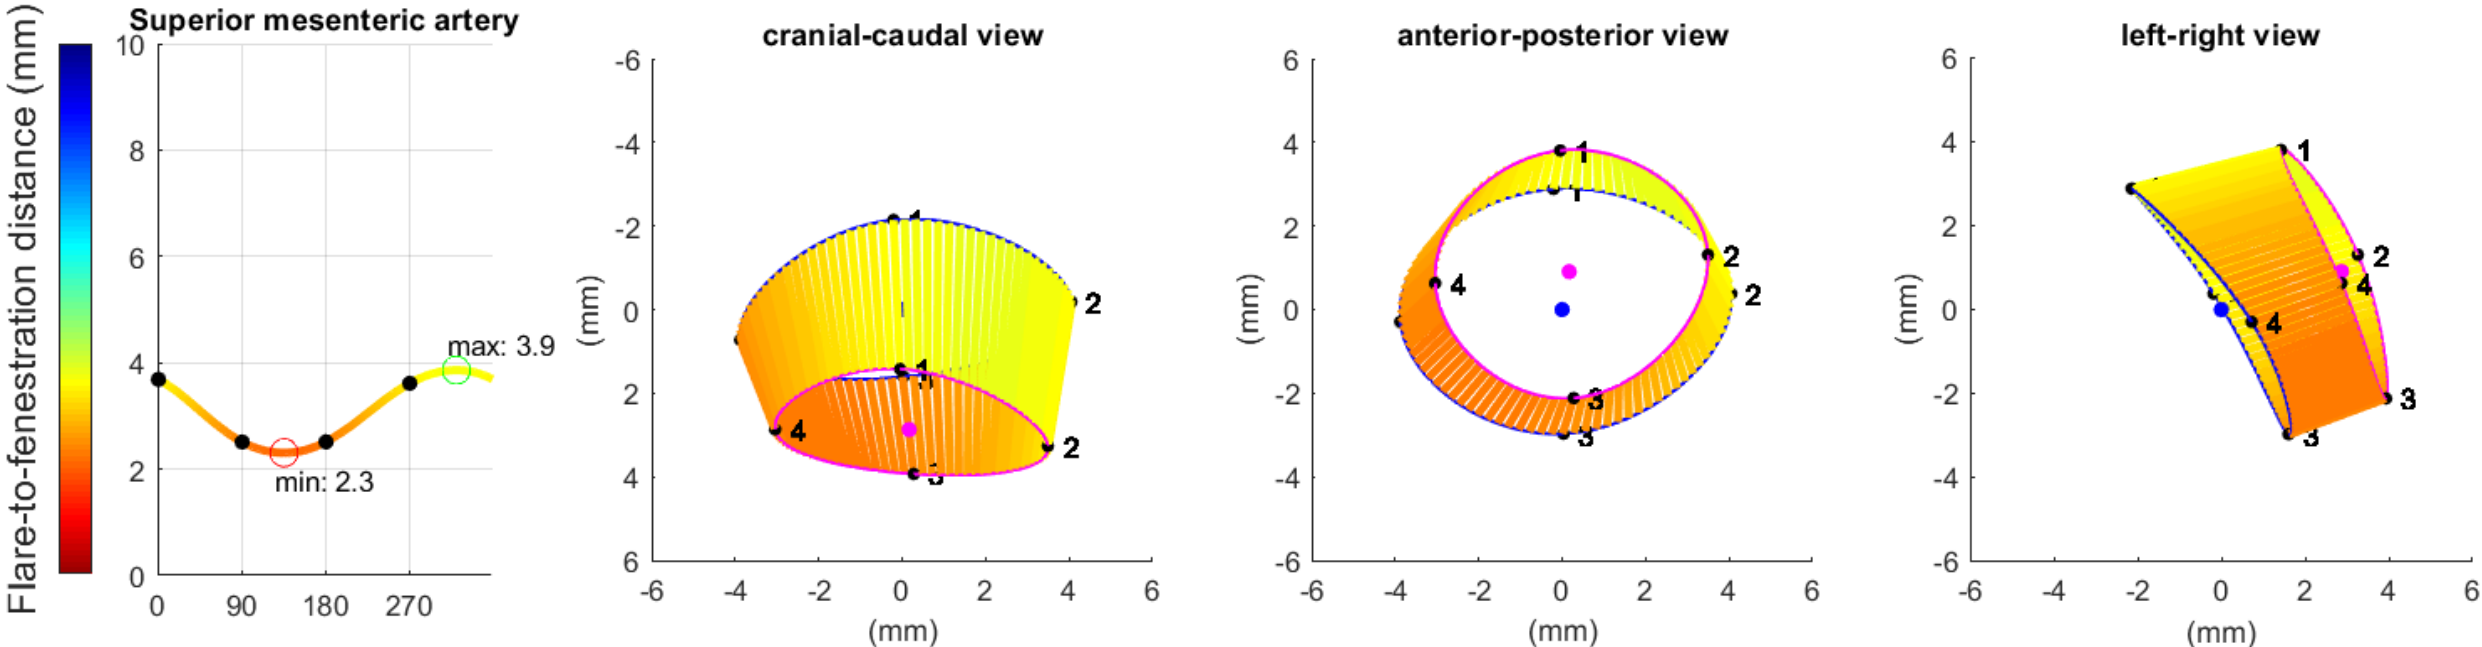 Flare-to-fenestration distance (mm)
Superior mesenteric artery
10
8
6
4
2
0
0 90 180 270
max: 3.9
min: 2.3
cranial-caudal view
-6
-4
-2
0
2
4
6
(mm)
-6 -4 -2 0 2 4 6
(mm)
1
2
1
3
4
2
3
anterior-posterior view
6
4
2
0
-2
-4
-6
(mm)
-6 -4 -2 0 2 4 6
(mm)
1
1
2
4
2
3
3
left-right view
6
4
2
0
-2
-4
-6
(mm)
-6 -4 -2 0 2 4 6
(mm)
1
2
4
4
3
3